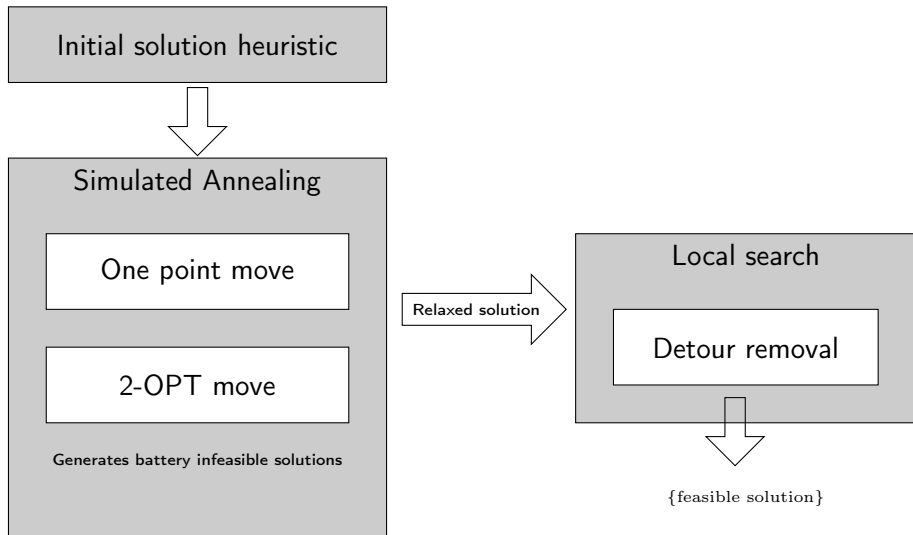 Initial solution heuristic
Simulated Annealing
One point move
2-OPT move
Generates battery infeasible solutions
Relaxed solution
Local search
Detour removal
{feasible solution}